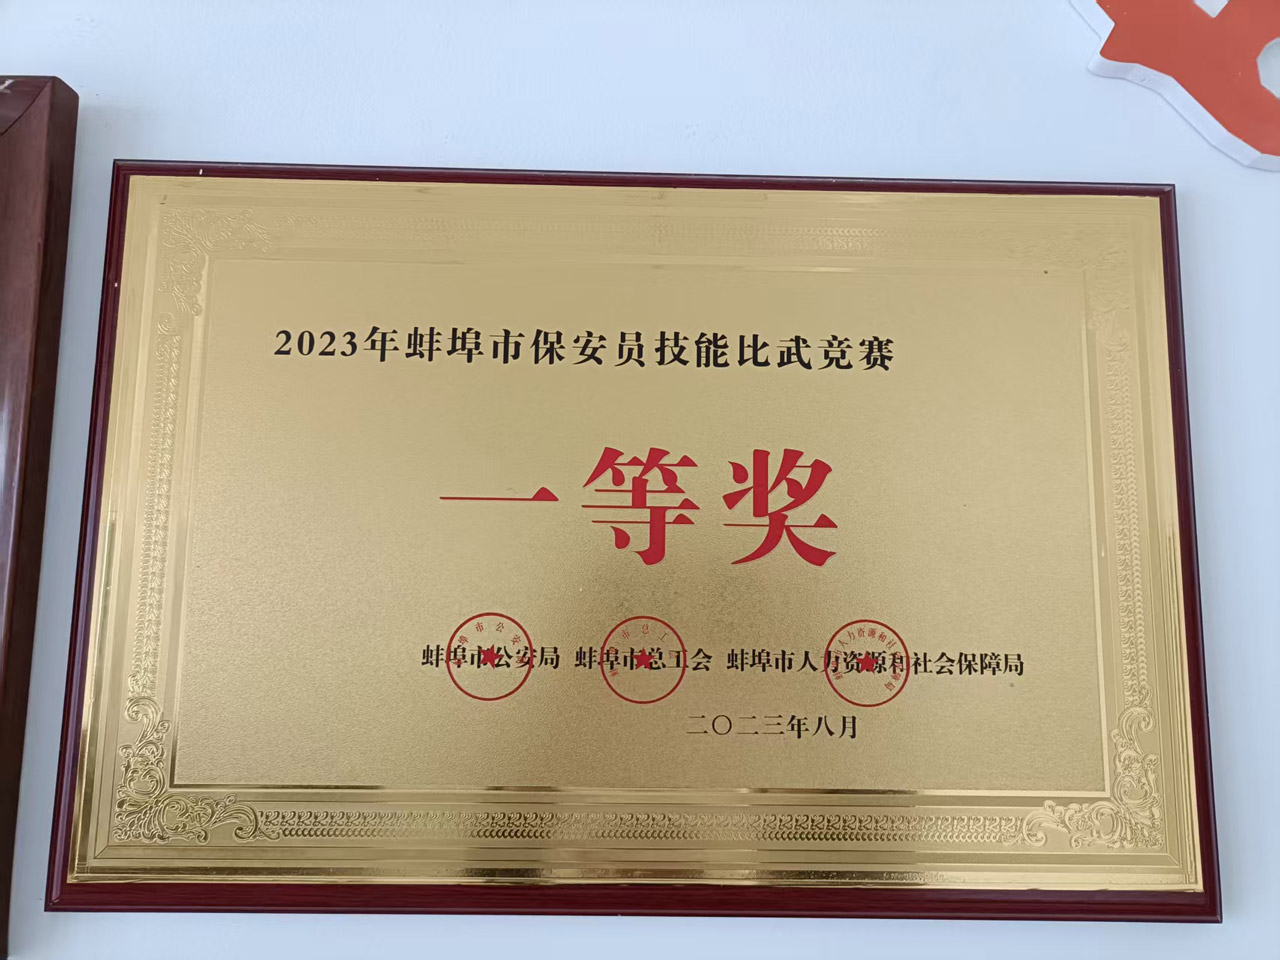 2023年蚌埠市保安员技能比武竞赛
一等奖
蚌埠市公安局 蚌埠市总工会 蚌埠市人力资源和社会保障局
二〇二三年八月